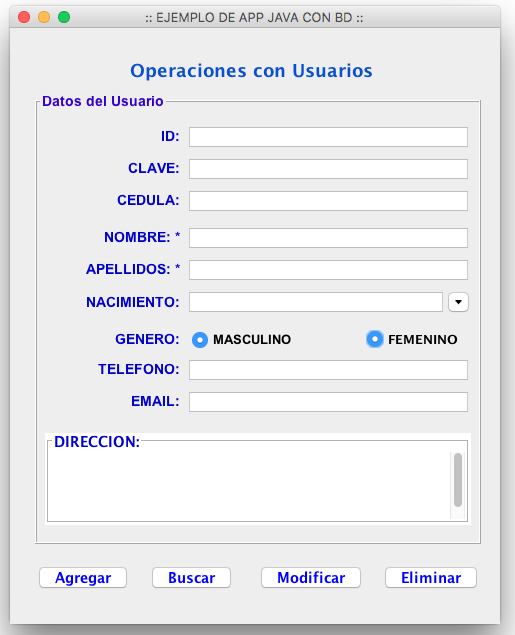 :: EJEMPLO DE APP JAVA CON BD ::
Operaciones con Usuarios
Datos del Usuario
ID:
CLAVE:
CEDULA:
NOMBRE: *
APELLIDOS: *
NACIMIENTO:
GENERO: MASCULINO FEMENINO
TELEFONO:
EMAIL:
DIRECCION:
Agregar Buscar Modificar Eliminar